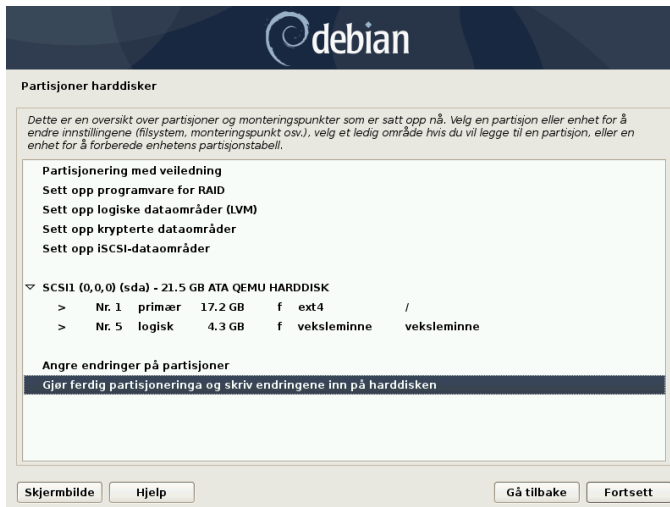 debian
Partisjoner harddisker
Dette er en oversikt over partisjoner og monteringspunkter som er satt opp nå. Velg en partisjon eller enhet for å
endre innstillingene (filsystem, monteringspunkt osv.), velg et ledig område hvis du vil legge til en partisjon, eller en
enhet for å forberede enhetens partisjonstabell.
Partisjonering med veiledning
Sett opp programvare for RAID
Sett opp logiske dataområder (LVM)
Sett opp krypterte dataområder
Sett opp iSCSI-dataområder
SCSI1 (0,0,0) (sda) - 21.5 GB ATA QEMU HARDDISK
> Nr. 1 primær 17.2 GB f ext4 /
> Nr. 5 logisk 4.3 GB f veksleminne veksleminne
Angre endringer på partisjoner
Gjør ferdig partisjoneringa og skriv endringene inn på harddisken
Skjermbilde Hjelp Gå tilbake Fortsett